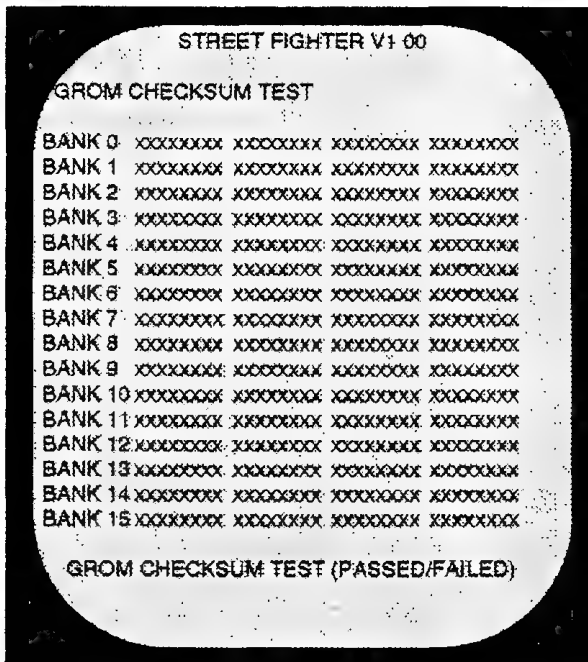 STREET FIGHTER V1 00
GROM CHECKSUM TEST
BANK 0 xxxxxxxx xxxxxxxx xxxxxxxx xxxxxxxx
BANK 1 xxxxxxxx xxxxxxxx xxxxxxxx xxxxxxxx
BANK 2 xxxxxxxx xxxxxxxx xxxxxxxx xxxxxxxx
BANK 3 xxxxxxxx xxxxxxxx xxxxxxxx xxxxxxxx
BANK 4 xxxxxxxx xxxxxxxx xxxxxxxx xxxxxxxx
BANK 5 xxxxxxxx xxxxxxxx xxxxxxxx xxxxxxxx
BANK 6 xxxxxxxx xxxxxxxx xxxxxxxx xxxxxxxx
BANK 7 xxxxxxxx xxxxxxxx xxxxxxxx xxxxxxxx
BANK 8 xxxxxxxx xxxxxxxx xxxxxxxx xxxxxxxx
BANK 9 xxxxxxxx xxxxxxxx xxxxxxxx xxxxxxxx
BANK 10 xxxxxxxx xxxxxxxx xxxxxxxx xxxxxxxx
BANK 11 xxxxxxxx xxxxxxxx xxxxxxxx xxxxxxxx
BANK 12 xxxxxxxx xxxxxxxx xxxxxxxx xxxxxxxx
BANK 13 xxxxxxxx xxxxxxxx xxxxxxxx xxxxxxxx
BANK 14 xxxxxxxx xxxxxxxx xxxxxxxx xxxxxxxx
BANK 15 xxxxxxxx xxxxxxxx xxxxxxxx xxxxxxxx
GROM CHECKSUM TEST (PASSED/FAILED)